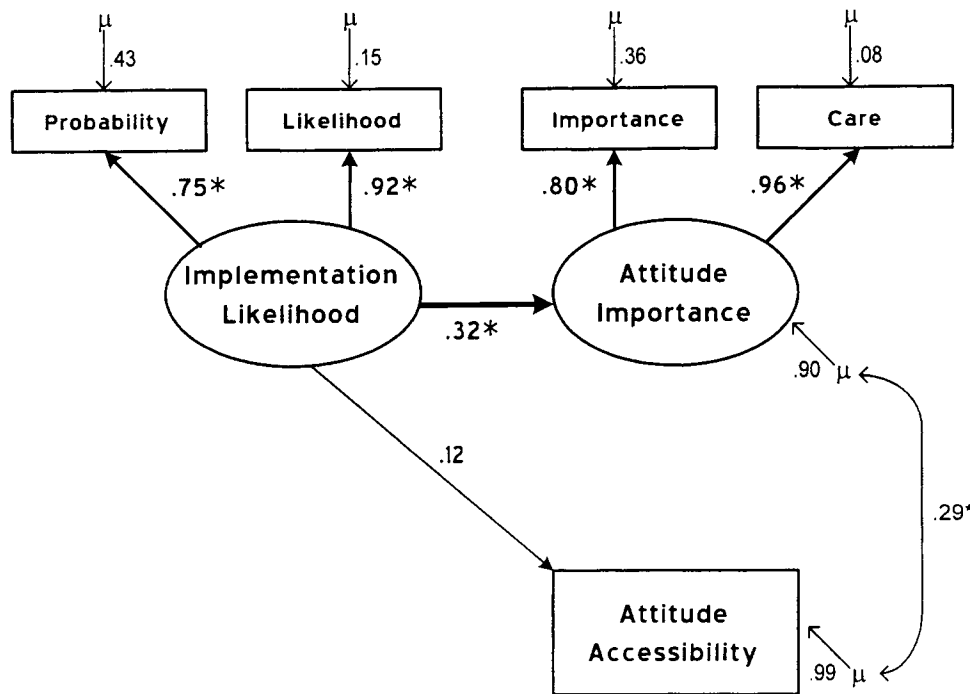 μ μ μ μ
.43 .15 .36 .08
Probability Likelihood Importance Care
.75* .92* .80* .96*
Implementation
Likelihood
Attitude
Importance
.32*
.90 μ
.12
.29*
Attitude
Accessibility
.99 μ